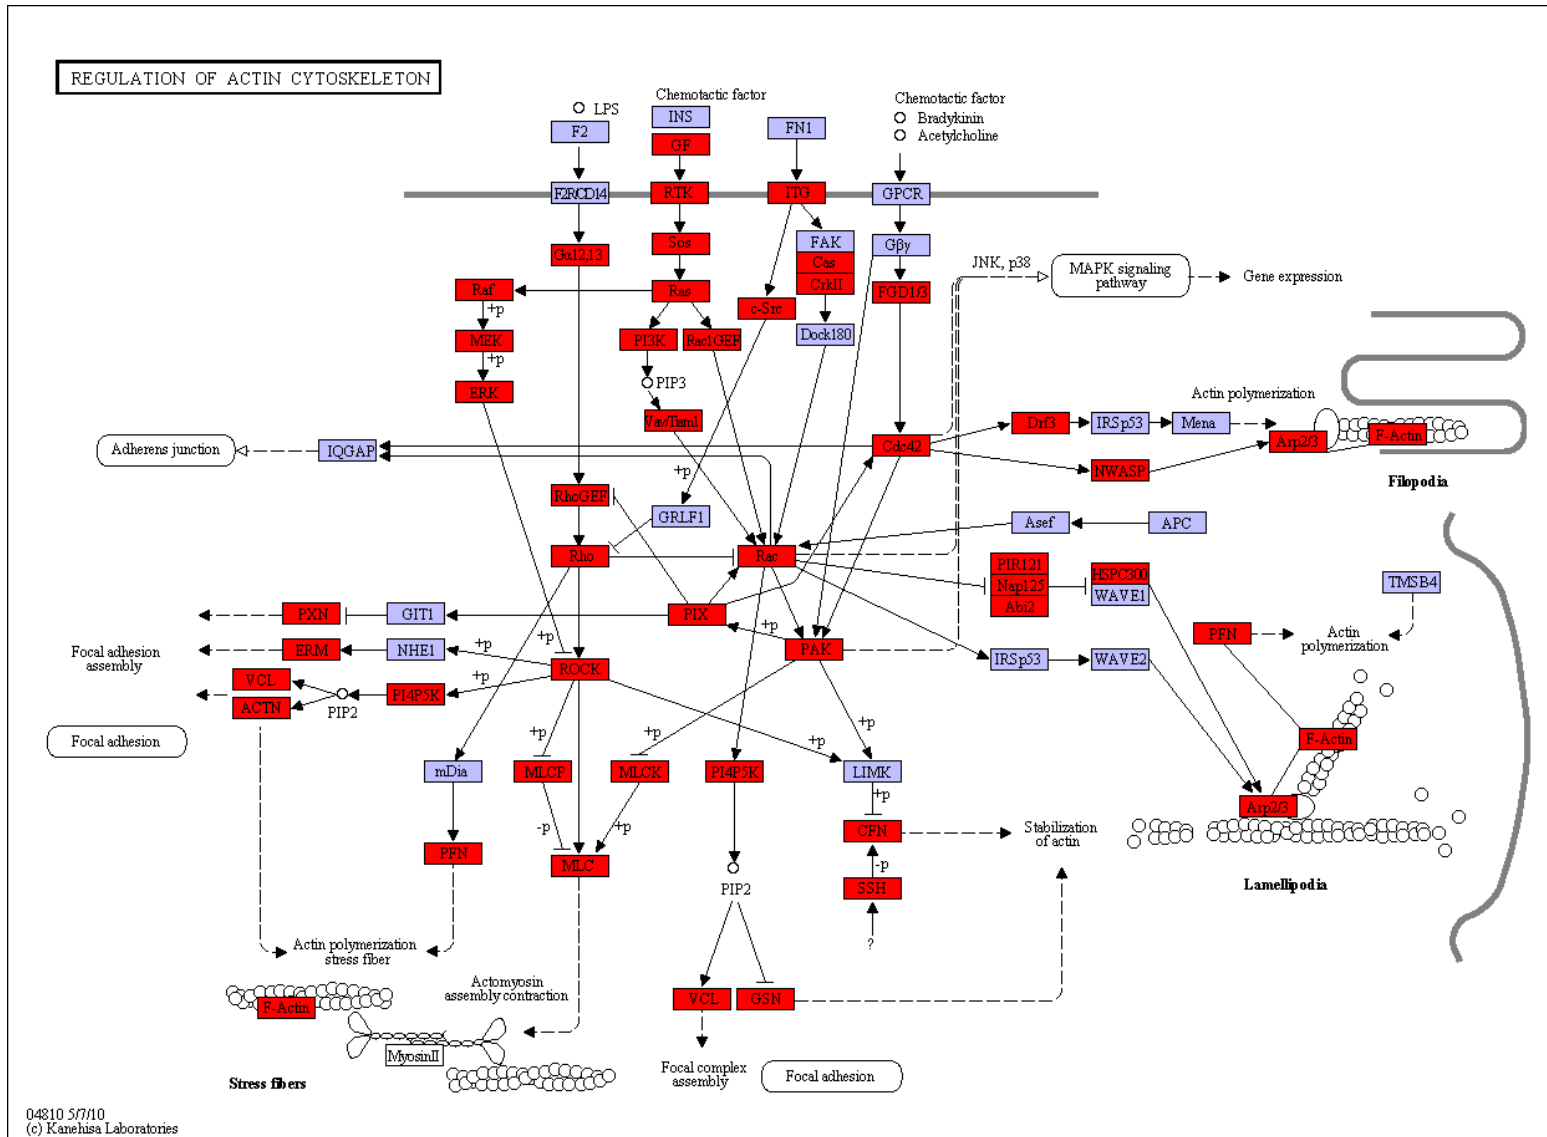 REGULATION OF ACTIN CYTOSKELETON
LPS
Chemotactic factor
Chemotactic factor
Bradykinin
Acetylcholine
F2
INS
GF
FN1
F2R/CD14
RTK
ITG
GPCR
Gα12,13
Sos
FAK
Cas
CrkII
Gβγ
JNK, p38
MAPK signaling
pathway
Gene expression
Raf
Ras
c-Src
FGD1/3
+p
MEK
PI3K
Rac1GEF
Dock180
+p
ERK
PIP3
Vav/Tiam1
Actin polymerization
Drf3
IRSp53
Mena
Arp2/3
F-Actin
Adherens junction
IQGAP
Cdc42
+p
NWASP
Filopodia
RhoGEF
GRLF1
Asef
APC
Rho
Rac
PIR121
Nap125
Abi2
HSPC300
WAVE1
TMSB4
PXN
GIT1
PIX
+p
PFN
Actin
polymerization
Focal adhesion
assembly
ERM
NHE1
+p
+p
ROCK
PAK
IRSp53
WAVE2
VCL
ACTN
PIP2
PI4P5K
+p
Focal adhesion
+p
+p
+p
+p
F-Actin
mDia
MLCP
MLCK
PI4P5K
LIMK
+p
Arp2/3
-p
+p
CFN
Stabilization
of actin
PFN
MLC
-p
PIP2
SSH
Lamellipodia
?
Actin polymerization
stress fiber
Actomyosin
assembly contraction
VCL
GSN
F-Actin
MyosinII
Focal complex
assembly
Focal adhesion
Stress fibers
04810 5/7/10
(c) Kanehisa Laboratories